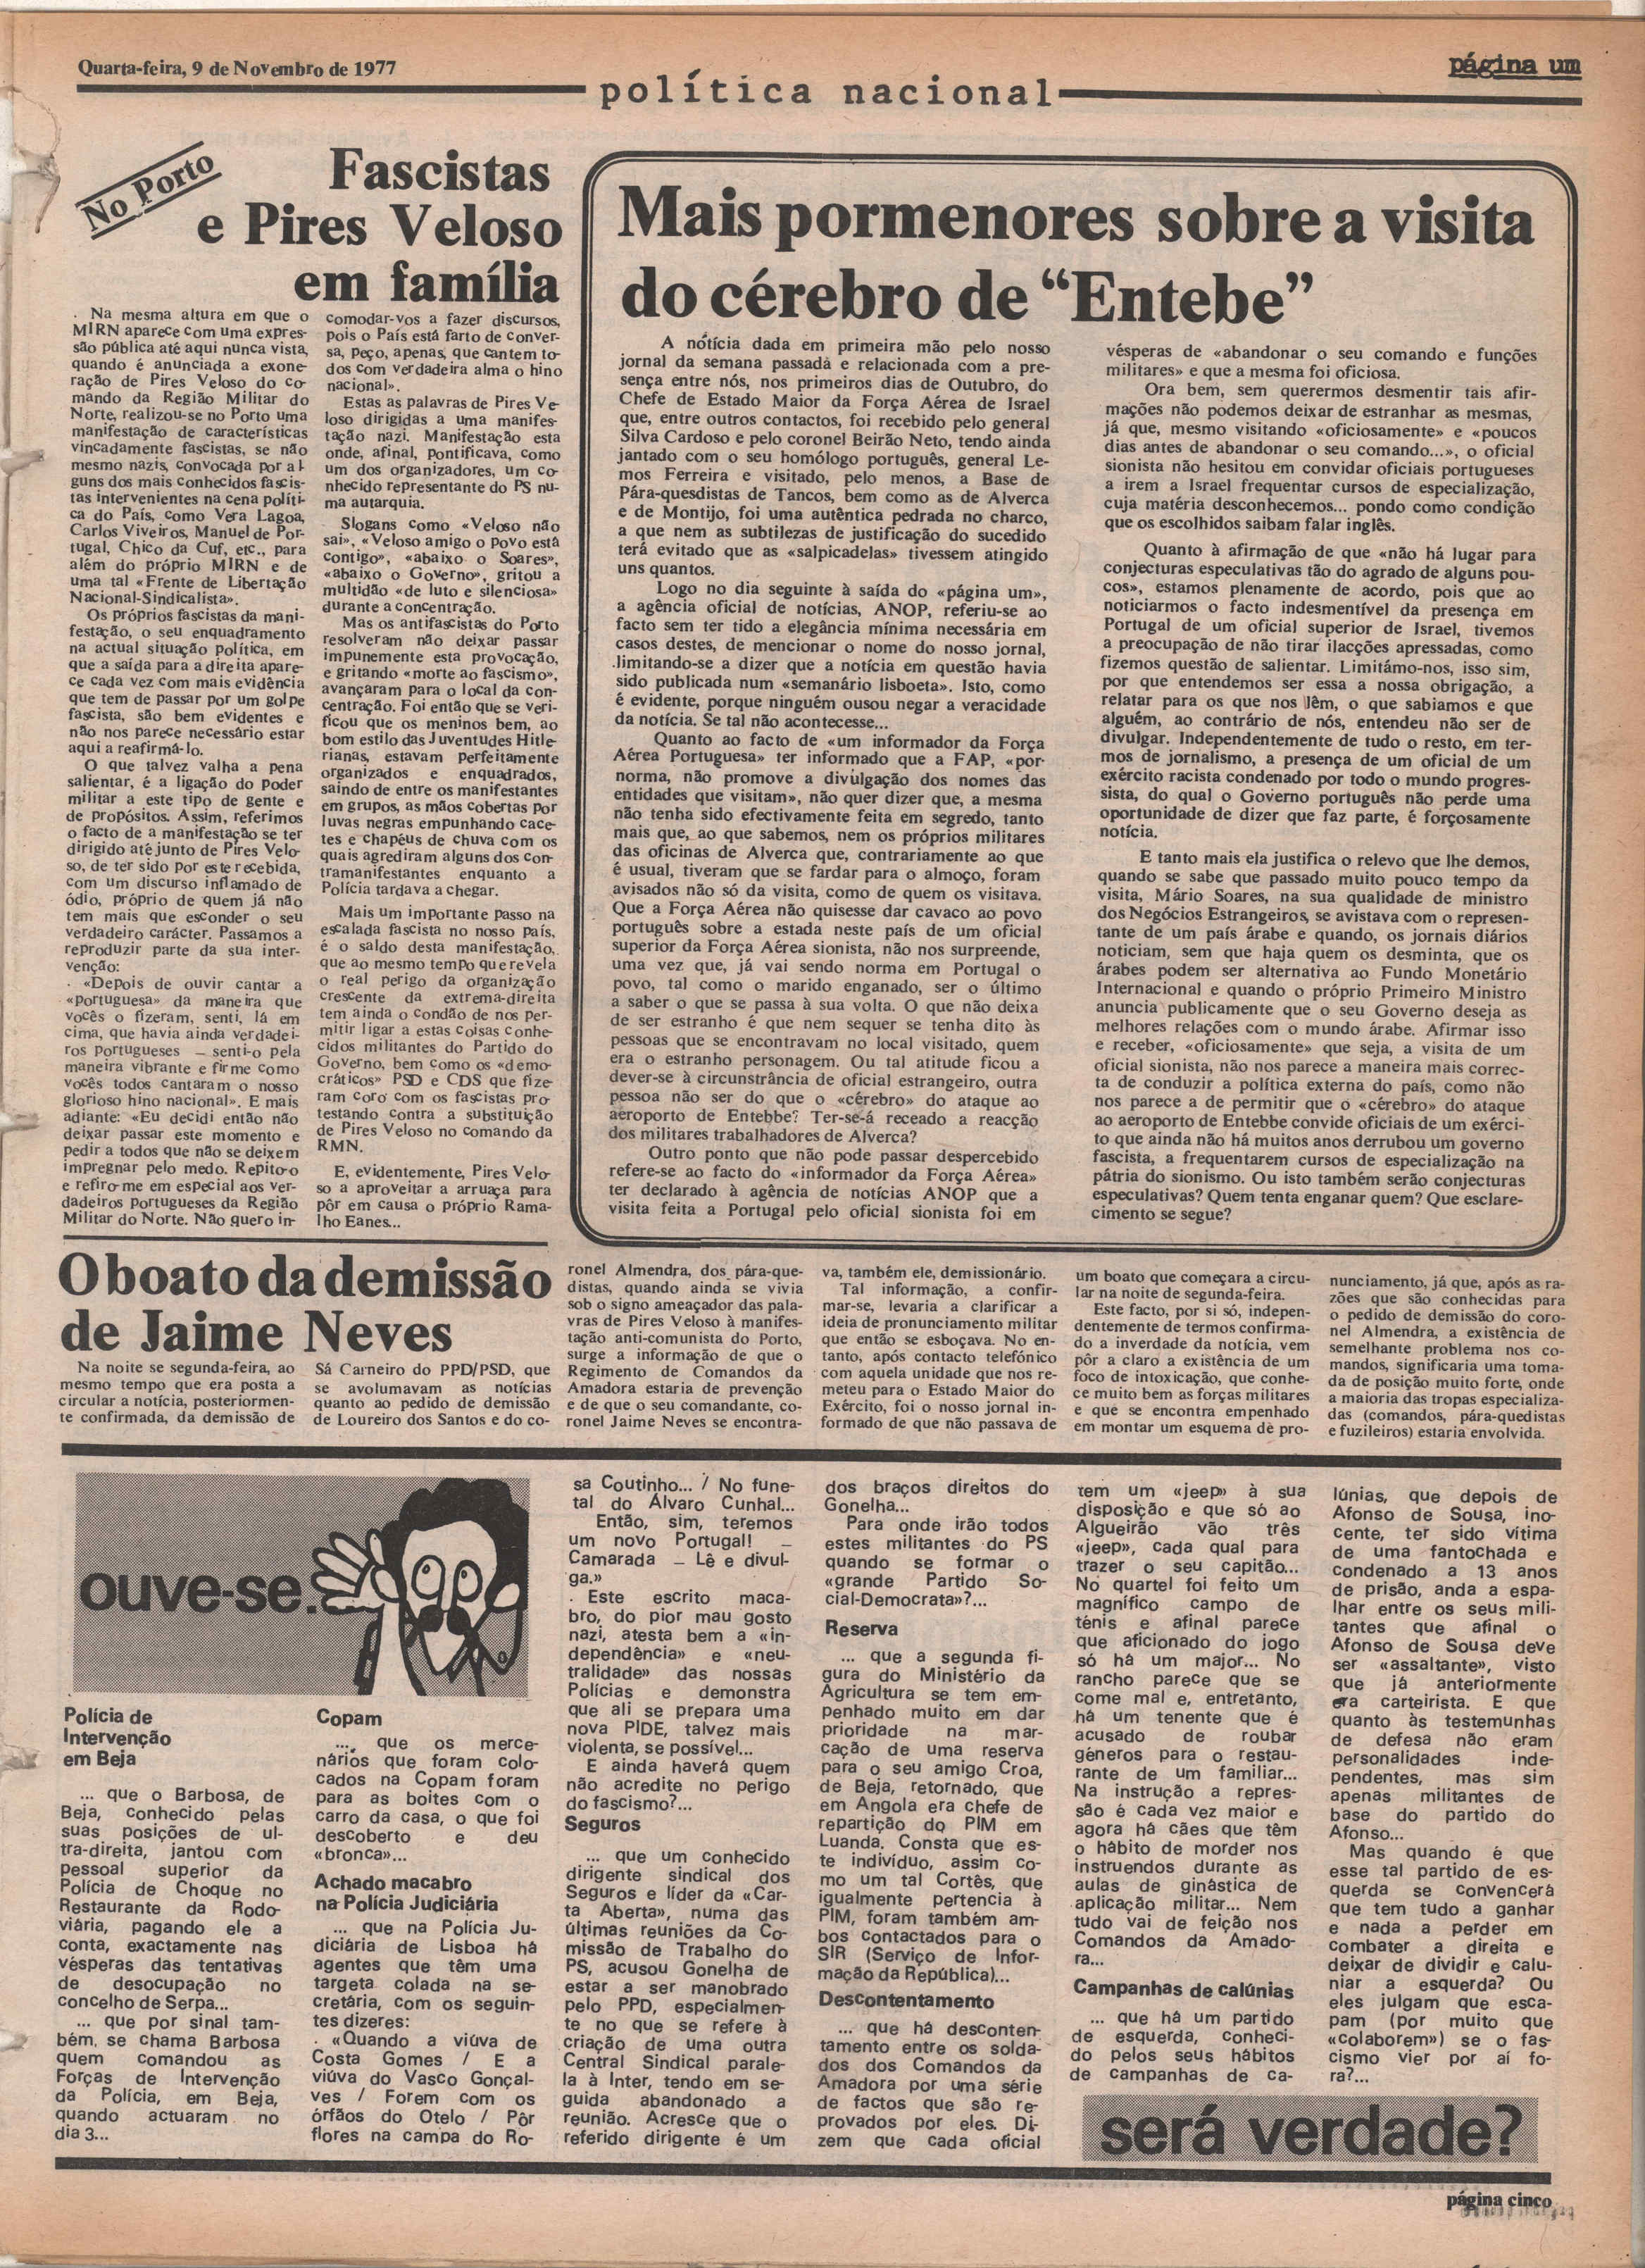 Quarta-feira, 9 de Novembro de 1977
página um
política nacional
No Porto
Fascistas
e Pires Veloso
em família
. Na mesma altura em que o
MIRN aparece com uma expres-
são pública até aqui nunca vista,
quando é anunciada a exone-
ração de Pires Veloso do co-
mando da Região Militar do
Norte, realizou-se no Porto uma
manifestação de características
vincadamente fascistas, se não
mesmo nazis, convocada por al-
guns dos mais conhecidos fascis-
tas intervenientes na cena políti-
ca do País, como Vera Lagoa,
Carlos Viveiros, Manuel de Por-
tugal, Chico da Cuf, etc., para
além do próprio MIRN e de
uma tal «Frente de Libertação
Nacional-Sindicalista».
Os próprios fascistas da mani-
festação, o seu enquadramento
na actual situação política, em
que a saída para a direita apare-
ce cada vez com mais evidência
que tem de passar por um golpe
fascista, são bem evidentes e
não nos parece necessário estar
aqui a reafirmá-lo.
O que talvez valha a pena
salientar, é a ligação do poder
militar a este tipo de gente e
de propósitos. Assim, referimos
o facto de a manifestação se ter
dirigido até junto de Pires Velo-
so, de ter sido por este recebida,
com um discurso inflamado de
ódio, próprio de quem já não
tem mais que esconder o seu
verdadeiro carácter. Passamos a
reproduzir parte da sua inter-
venção:
. «Depois de ouvir cantar a
«portuguesa» da maneira que
vocês o fizeram, senti, lá em
cima, que havia ainda verdadei-
ros portugueses — senti-o pela
maneira vibrante e firme como
vocês todos cantaram o nosso
glorioso hino nacional». E mais
adiante: «Eu decidi então não
deixar passar este momento e
pedir a todos que não se deixem
impregnar pelo medo. Repito-o
e refiro-me em especial aos ver-
dadeiros portugueses da Região
Militar do Norte. Não quero in-
comodar-vos a fazer discursos,
pois o País está farto de conver-
sa, peço, apenas, que cantem to-
dos com verdadeira alma o hino
nacional».
Estas as palavras de Pires Ve-
loso dirigidas a uma manifes-
tação nazi. Manifestação esta
onde, afinal, pontificava, como
um dos organizadores, um co-
nhecido representante do PS nu-
ma autarquia.
Slogans como «Veloso não
sai», «Veloso amigo o Povo está
contigo», «abaixo o Soares»,
«abaixo o Governo», gritou a
multidão «de luto e silenciosa»
durante a concentração.
Mas os antifascistas do Porto
resolveram não deixar passar
impunemente esta provocação,
e gritando «morte ao fascismo»,
avançaram para o local da con-
centração. Foi então que se veri-
ficou que os meninos bem, ao
bom estilo das Juventudes Hitle-
rianas, estavam perfeitamente
organizados e enquadrados,
saindo de entre os manifestantes
em grupos, as mãos cobertas por
luvas negras empunhando cace-
tes e chapéus de chuva com os
quais agrediram alguns dos con-
tramanifestantes enquanto a
Polícia tardava a chegar.
Mais um importante passo na
escalada fascista no nosso país,
é o saldo desta manifestação,
que ao mesmo tempo que revela
o real perigo da organização
crescente da extrema-direita
tem ainda o condão de nos per-
mitir ligar a estas coisas conhe-
cidos militantes do Partido do
Governo, bem como os «demo-
cráticos» PSD e CDS que fize-
ram coro com os fascistas pro-
testando contra a substituição
de Pires Veloso no comando da
RMN.
E, evidentemente, Pires Velo-
so a aproveitar a arruaça para
pôr em causa o próprio Rama-
lho Eanes...
Mais pormenores sobre a visita
do cérebro de “Entebe”
A notícia dada em primeira mão pelo nosso
jornal da semana passada e relacionada com a pre-
sença entre nós, nos primeiros dias de Outubro, do
Chefe de Estado Maior da Força Aérea de Israel
que, entre outros contactos, foi recebido pelo general
Silva Cardoso e pelo coronel Beirão Neto, tendo ainda
jantado com o seu homólogo português, general Le-
mos Ferreira e visitado, pelo menos, a Base de
Pára-quesdistas de Tancos, bem como as de Alverca
e de Montijo, foi uma autêntica pedrada no charco,
a que nem as subtilezas de justificação do sucedido
terá evitado que as «salpicadelas» tivessem atingido
uns quantos.
Logo no dia seguinte à saída do «página um»,
a agência oficial de notícias, ANOP, referiu-se ao
facto sem ter tido a elegância mínima necessária em
casos destes, de mencionar o nome do nosso jornal,
limitando-se a dizer que a notícia em questão havia
sido publicada num «semanário lisboeta». Isto, como
é evidente, porque ninguém ousou negar a veracidade
da notícia. Se tal não acontecesse...
Quanto ao facto de «um informador da Força
Aérea Portuguesa» ter informado que a FAP, «por
norma, não promove a divulgação dos nomes das
entidades que visitam», não quer dizer que, a mesma
não tenha sido efectivamente feita em segredo, tanto
mais que, ao que sabemos, nem os próprios militares
das oficinas de Alverca que, contrariamente ao que
é usual, tiveram que se fardar para o almoço, foram
avisados não só da visita, como de quem os visitava.
Que a Força Aérea não quisesse dar cavaco ao povo
português sobre a estada neste país de um oficial
superior da Força Aérea sionista, não nos surpreende,
uma vez que, já vai sendo norma em Portugal o
povo, tal como o marido enganado, ser o último
a saber o que se passa à sua volta. O que não deixa
de ser estranho é que nem sequer se tenha dito às
pessoas que se encontravam no local visitado, quem
era o estranho personagem. Ou tal atitude ficou a
dever-se à circunstrância de oficial estrangeiro, outra
pessoa não ser do que o «cérebro» do ataque ao
aeroporto de Entebbe? Ter-se-á receado a reacção
dos militares trabalhadores de Alverca?
Outro ponto que não pode passar despercebido
refere-se ao facto do «informador da Força Aérea»
ter declarado à agência de notícias ANOP que a
visita feita a Portugal pelo oficial sionista foi em
vésperas de «abandonar o seu comando e funções
militares» e que a mesma foi oficiosa.
Ora bem, sem querermos desmentir tais afir-
mações não podemos deixar de estranhar as mesmas,
já que, mesmo visitando «oficiosamente» e «poucos
dias antes de abandonar o seu comando...», o oficial
sionista não hesitou em convidar oficiais portugueses
a irem a Israel frequentar cursos de especialização,
cuja matéria desconhecemos... pondo como condição
que os escolhidos saibam falar inglês.
Quanto à afirmação de que «não há lugar para
conjecturas especulativas tão do agrado de alguns pou-
cos», estamos plenamente de acordo, pois que ao
noticiarmos o facto indesmentível da presença em
Portugal de um oficial superior de Israel, tivemos
a preocupação de não tirar ilacções apressadas, como
fizemos questão de salientar. Limitámo-nos, isso sim,
por que entendemos ser essa a nossa obrigação, a
relatar para os que nos lêm, o que sabiamos e que
alguém, ao contrário de nós, entendeu não ser de
divulgar. Independentemente de tudo o resto, em ter-
mos de jornalismo, a presença de um oficial de um
exército racista condenado por todo o mundo progres-
sista, do qual o Governo português não perde uma
oportunidade de dizer que faz parte, é forçosamente
notícia.
E tanto mais ela justifica o relevo que lhe demos,
quando se sabe que passado muito pouco tempo da
visita, Mário Soares, na sua qualidade de ministro
dos Negócios Estrangeiros, se avistava com o represen-
tante de um país árabe e quando, os jornais diários
noticiam, sem que haja quem os desminta, que os
árabes podem ser alternativa ao Fundo Monetário
Internacional e quando o próprio Primeiro Ministro
anuncia publicamente que o seu Governo deseja as
melhores relações com o mundo árabe. Afirmar isso
e receber, «oficiosamente» que seja, a visita de um
oficial sionista, não nos parece a maneira mais correc-
ta de conduzir a política externa do país, como não
nos parece a de permitir que o «cérebro» do ataque
ao aeroporto de Entebbe convide oficiais de um exérci-
to que ainda não há muitos anos derrubou um governo
fascista, a frequentarem cursos de especialização na
pátria do sionismo. Ou isto também serão conjecturas
especulativas? Quem tenta enganar quem? Que esclare-
cimento se segue?
O boato da demissão
de Jaime Neves
Na noite se segunda-feira, ao
mesmo tempo que era posta a
circular a notícia, posteriormen-
te confirmada, da demissão de
Sá Carneiro do PPD/PSD, que
se avolumavam as notícias
quanto ao pedido de demissão
de Loureiro dos Santos e do co-
ronel Almendra, dos pára-que-
distas, quando ainda se vivia
sob o signo ameaçador das pala-
vras de Pires Veloso à manifes-
tação anti-comunista do Porto,
surge a informação de que o
Regimento de Comandos da
Amadora estaria de prevenção
e de que o seu comandante, co-
ronel Jaime Neves se encontra-
va, também ele, demissionário.
Tal informação, a confir-
mar-se, levaria a clarificar a
ideia de pronunciamento militar
que então se esboçava. No en-
tanto, após contacto telefónico
com aquela unidade que nos re-
meteu para o Estado Maior do
Exército, foi o nosso jornal in-
formado de que não passava de
um boato que começara a circu-
lar na noite de segunda-feira.
Este facto, por si só, indepen-
dentemente de termos confirma-
do a inverdade da notícia, vem
pôr a claro a existência de um
foco de intoxicação, que conhe-
ce muito bem as forças militares
e que se encontra empenhado
em montar um esquema de pro-
nunciamento, já que, após as ra-
zões que são conhecidas para
o pedido de demissão do coro-
nel Almendra, a existência de
semelhante problema nos co-
mandos, significaria uma toma-
da de posição muito forte, onde
a maioria das tropas especializa-
das (comandos, pára-quedistas
e fuzileiros) estaria envolvida.
ouve-se..
Polícia de
Intervenção
em Beja
... que o Barbosa, de
Beja, conhecido pelas
suas posições de ul-
tra-direita, jantou com
pessoal superior da
Polícia de Choque no
Restaurante da Rodo-
viária, pagando ele a
conta, exactamente nas
vésperas das tentativas
de desocupação no
concelho de Serpa...
... que por sinal tam-
bém, se chama Barbosa
quem comandou as
Forças de Intervenção
da Polícia, em Beja,
quando actuaram no
dia 3...
Copam
... que os merce-
nários que foram colo-
cados na Copam foram
para as boites com o
carro da casa, o que foi
descoberto e deu
«bronca»...
Achado macabro
na Polícia Judiciária
... que na Polícia Ju-
diciária de Lisboa há
agentes que têm uma
targeta colada na se-
cretária, com os seguin-
tes dizeres:
. «Quando a viúva de
Costa Gomes / E a
viúva do Vasco Gonçal-
ves / Forem com os
órfãos do Otelo / Pôr
flores na campa do Ro-
sa Coutinho... / No fune-
tal do Álvaro Cunhal...
Então, sim, teremos
um novo Portugal! —
Camarada — Lê e divul-
ga.»
. Este escrito maca-
bro, do pior mau gosto
nazi, atesta bem a «in-
dependência» e «neu-
tralidade» das nossas
Polícias e demonstra
que ali se prepara uma
nova PIDE, talvez mais
violenta, se possível...
E ainda haverá quem
não acredite no perigo
do fascismo?...
Seguros
... que um conhecido
dirigente sindical dos
Seguros e líder da «Car-
ta Aberta», numa das
últimas reuniões da Co-
missão de Trabalho do
PS, acusou Gonelha de
estar a ser manobrado
pelo PPD, especialmen-
te no que se refere à
criação de uma outra
Central Sindical parale-
la à Inter, tendo em se-
guida abandonado a
reunião. Acresce que o
referido dirigente é um
dos braços direitos do
Gonelha...
Para onde irão todos
estes militantes do PS
quando se formar o
«grande Partido So-
cial-Democrata»?...
Reserva
... que a segunda fi-
gura do Ministério da
Agricultura se tem em-
penhado muito em dar
prioridade na mar-
cação de uma reserva
para o seu amigo Croa,
de Beja, retornado, que
em Angola era chefe de
repartição do PIM em
Luanda. Consta que es-
te indivíduo, assim co-
mo um tal Cortês, que
igualmente pertencia à
PIM, foram também am-
bos contactados para o
SIR (Serviço de Infor-
mação da República)...
Descontentamento
... que há desconten-
tamento entre os solda-
dos dos Comandos da
Amadora por uma série
de factos que são re-
provados por eles. Di-
zem que cada oficial
tem um «jeep» à sua
disposição e que só ao
Algueirão vão três
«jeep», cada qual para
trazer o seu capitão...
No quartel foi feito um
magnífico campo de
ténis e afinal parece
que aficionado do jogo
só há um major... No
rancho parece que se
come mal e, entretanto,
há um tenente que é
acusado de roubar
géneros para o restau-
rante de um familiar...
Na instrução a repres-
são é cada vez maior e
agora há cães que têm
o hábito de morder nos
instruendos durante as
aulas de ginástica de
aplicação militar... Nem
tudo vai de feição nos
Comandos da Amado-
ra...
Campanhas de calúnias
... que há um partido
de esquerda, conheci-
do pelos seus hábitos
de campanhas de ca-
lúnias, que depois de
Afonso de Sousa, ino-
cente, ter sido vítima
de uma fantochada e
condenado a 13 anos
de prisão, anda a espa-
lhar entre os seus mili-
tantes que afinal o
Afonso de Sousa deve
ser «assaltante», visto
que já anteriormente
era carteirista. E que
quanto às testemunhas
de defesa não eram
personalidades inde-
pendentes, mas sim
apenas militantes de
base do partido do
Afonso...
Mas quando é que
esse tal partido de es-
querda se convencerá
que tem tudo a ganhar
e nada a perder em
combater a direita e
deixar de dividir e calu-
niar a esquerda? Ou
eles julgam que esca-
pam (por muito que
«colaborem») se o fas-
cismo vier por aí fo-
ra?...
será verdade?
página cinco